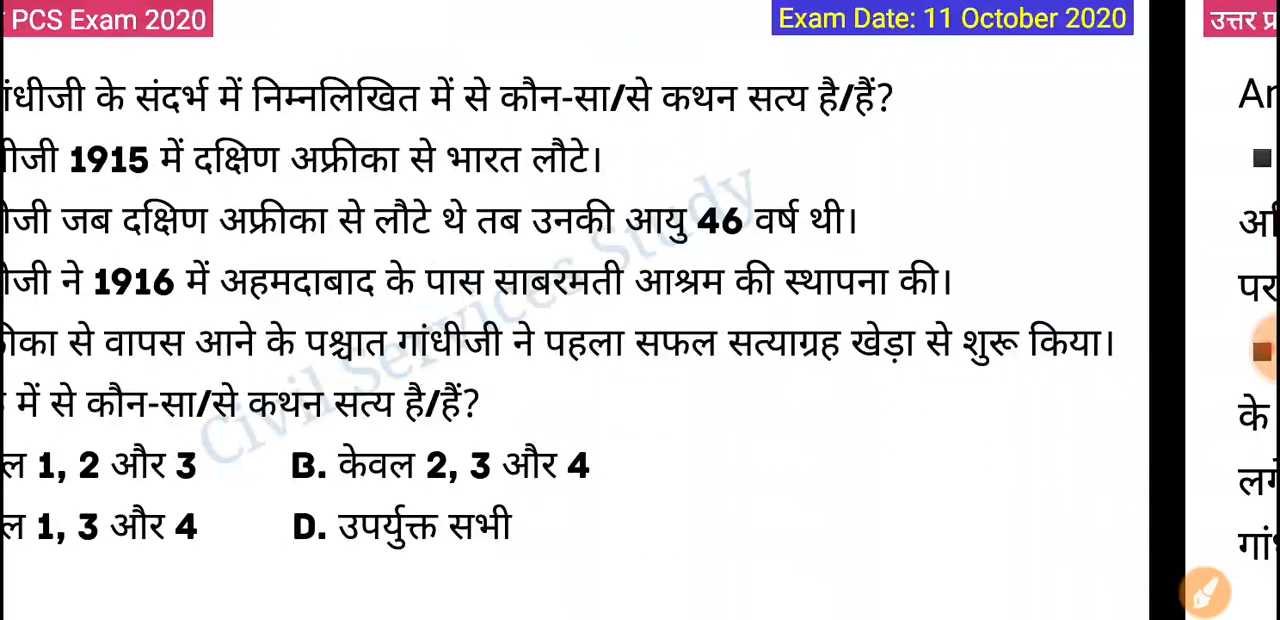 PCS Exam 2020
Exam Date: 11 October 2020
उत्तर प्र
गांधीजी के संदर्भ में निम्नलिखित में से कौन-सा/से कथन सत्य है/हैं?
1915 में दक्षिण अफ्रीका से भारत लौटे।
जब दक्षिण अफ्रीका से लौटे थे तब उनकी आयु 46 वर्ष थी।
ने 1916 में अहमदाबाद के पास साबरमती आश्रम की स्थापना की।
से वापस आने के पश्चात गांधीजी ने पहला सफल सत्याग्रह खेड़ा से शुरू किया।
में से कौन-सा/से कथन सत्य है/हैं?
ल 1, 2 और 3 B. केवल 2, 3 और 4
ल 1, 3 और 4 D. उपर्युक्त सभी
Civil Services Study
An
पर
के